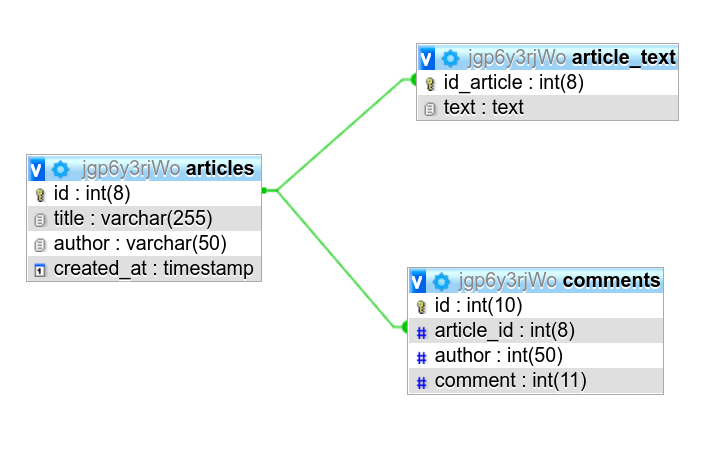 jgp6y3rjWo article_text
id_article : int(8)
text : text
jgp6y3rjWo articles
id : int(8)
title : varchar(255)
author : varchar(50)
created_at : timestamp
jgp6y3rjWo comments
id : int(10)
article_id : int(8)
author : int(50)
comment : int(11)